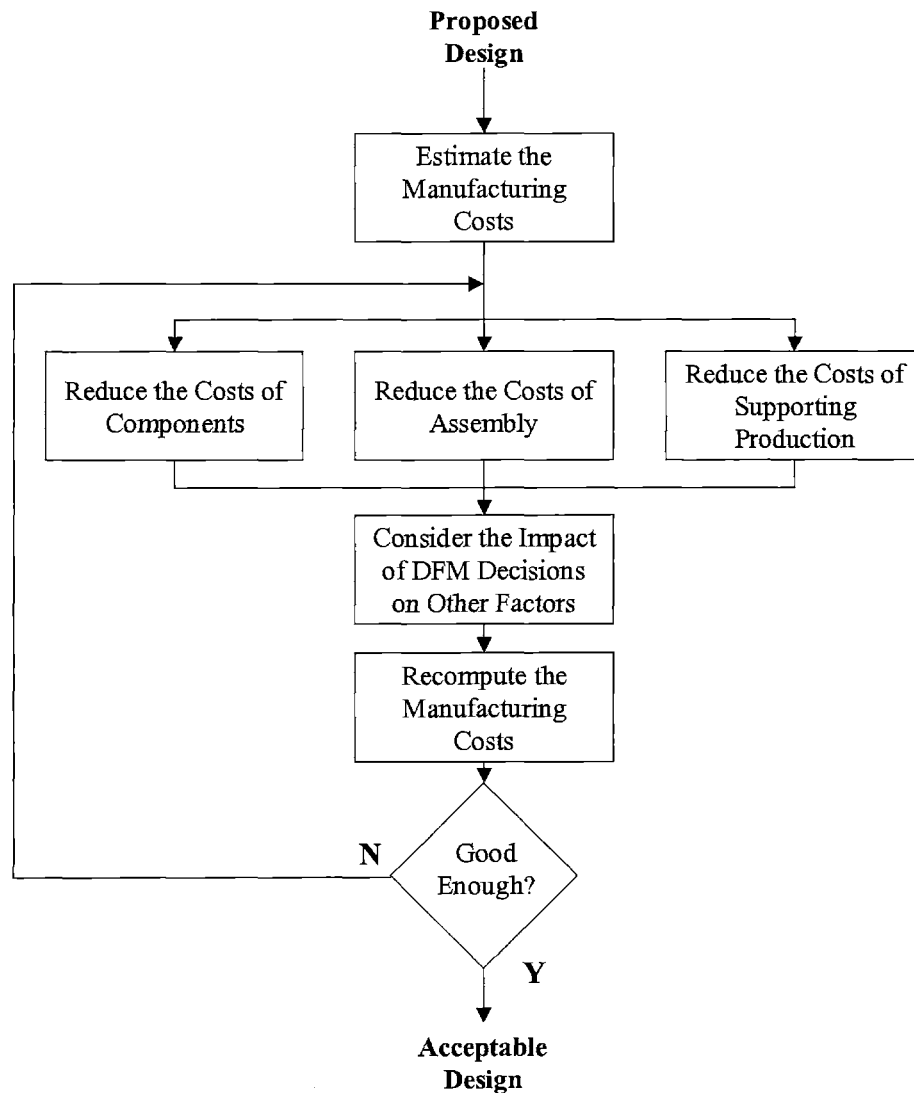 Proposed
Design
Estimate the
Manufacturing
Costs
Reduce the Costs of
Components
Reduce the Costs of
Assembly
Reduce the Costs of
Supporting
Production
Consider the Impact
of DFM Decisions
on Other Factors
Recompute the
Manufacturing
Costs
N
Good
Enough?
Y
Acceptable
Design